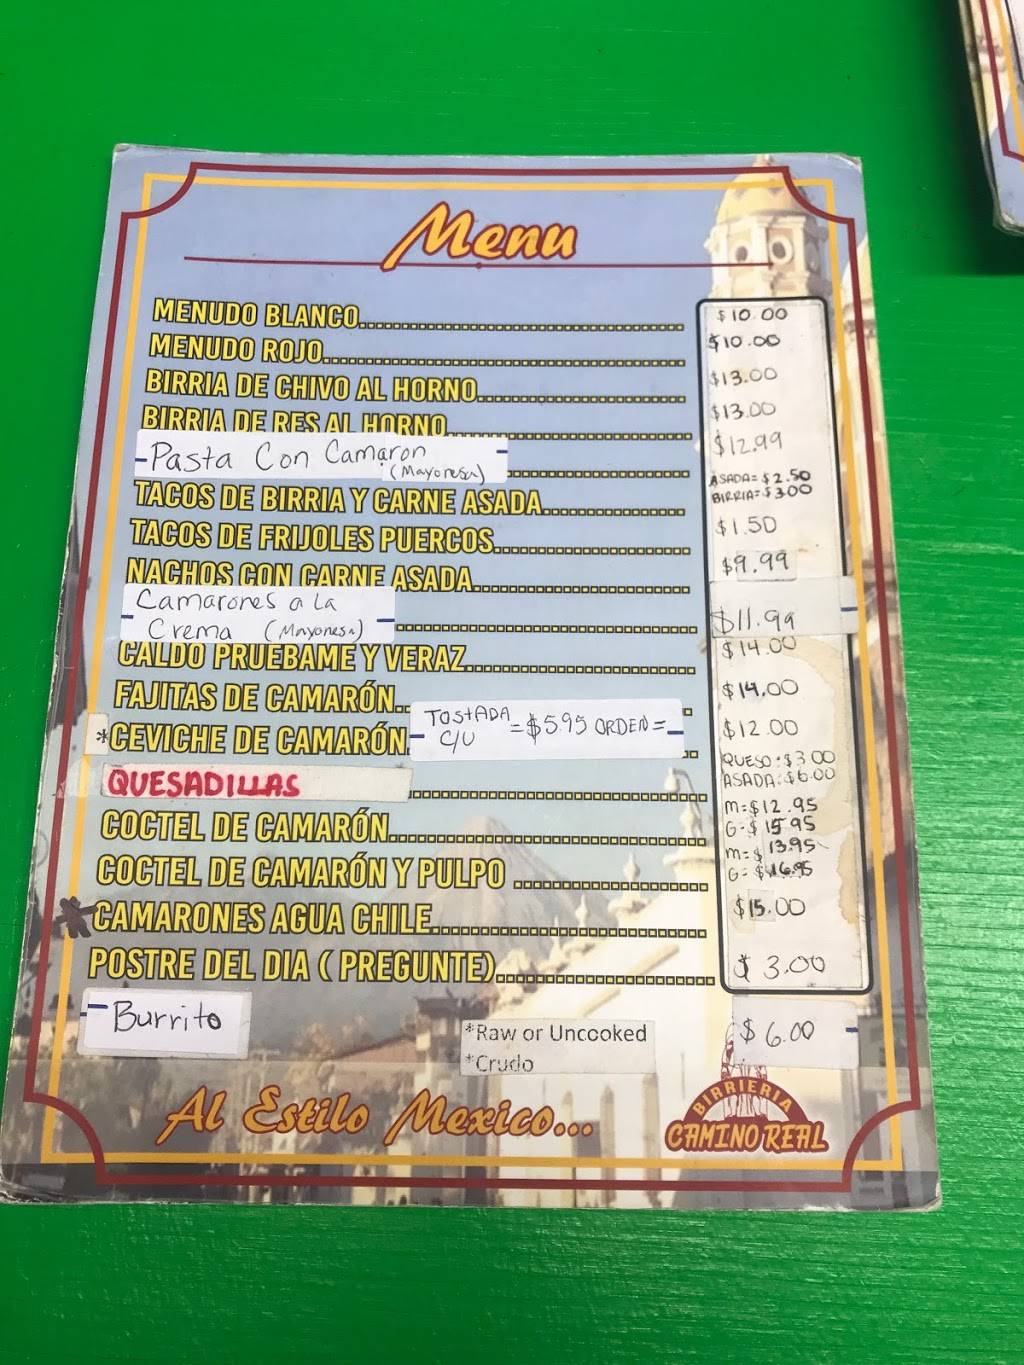 Menu
MENUDO BLANCO $10.00
MENUDO ROJO $10.00
BIRRIA DE CHIVO AL HORNO $13.00
BIRRIA DE RES AL HORNO $13.00
Pasta Con Camaron (Mayonesa) $12.99
TACOS DE BIRRIA Y CARNE ASADA ASADA=$2.50
BIRRIA=$3.00
TACOS DE FRIJOLES PUERCOS $1.50
NACHOS CON CARNE ASADA $9.99
Camarones a La
Crema (Mayonesa) $11.99
CALDO PRUEBAME Y VERAZ $14.00
FAJITAS DE CAMARÓN $14.00
*CEVICHE DE CAMARÓN TOSTADA C/U =$5.95 ORDEN= $12.00
QUESADILLAS QUESO:$3.00
ASADA:$6.00
COCTEL DE CAMARÓN M=$12.95
G=$15.95
COCTEL DE CAMARÓN Y PULPO M=$13.95
G=$16.95
*CAMARONES AGUA CHILE $15.00
POSTRE DEL DIA ( PREGUNTE) $3.00
Burrito $6.00
*Raw or Uncooked
*Crudo
Al Estilo Mexico...
BIRRIERIA
CAMINO REAL